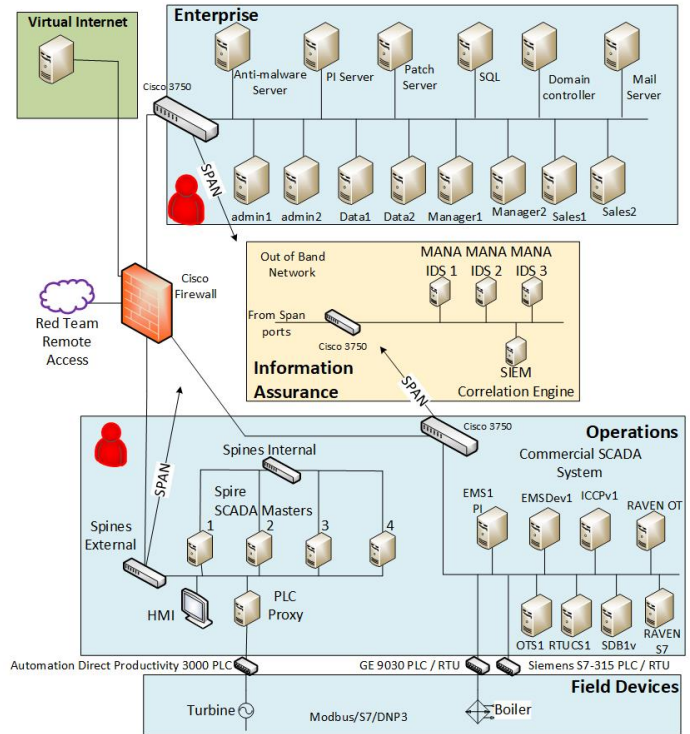 Virtual Internet
Enterprise
Cisco 3750
Anti-malware
Server
PI Server
Patch
Server
SQL
Domain
controller
Mail
Server
admin1
admin2
Data1
Data2
Manager1
Manager2
Sales1
Sales2
SPAN
Out of Band
Network
MANA MANA MANA
IDS 1
IDS 2
IDS 3
From Span
ports
Cisco 3750
SIEM
Correlation Engine
Information
Assurance
Cisco
Firewall
Red Team
Remote
Access
SPAN
SPAN
Cisco 3750
Operations
Commercial SCADA
System
Spines Internal
Spire
SCADA Masters
1
2
3
4
Spines
External
HMI
PLC
Proxy
EMS1
PI
EMSDev1
ICCPv1
RAVEN OT
OTS1
RTUCS1
SDB1v
RAVEN
S7
Automation Direct Productivity 3000 PLC
GE 9030 PLC / RTU
Siemens S7-315 PLC / RTU
Field Devices
Turbine
Modbus/S7/DNP3
Boiler